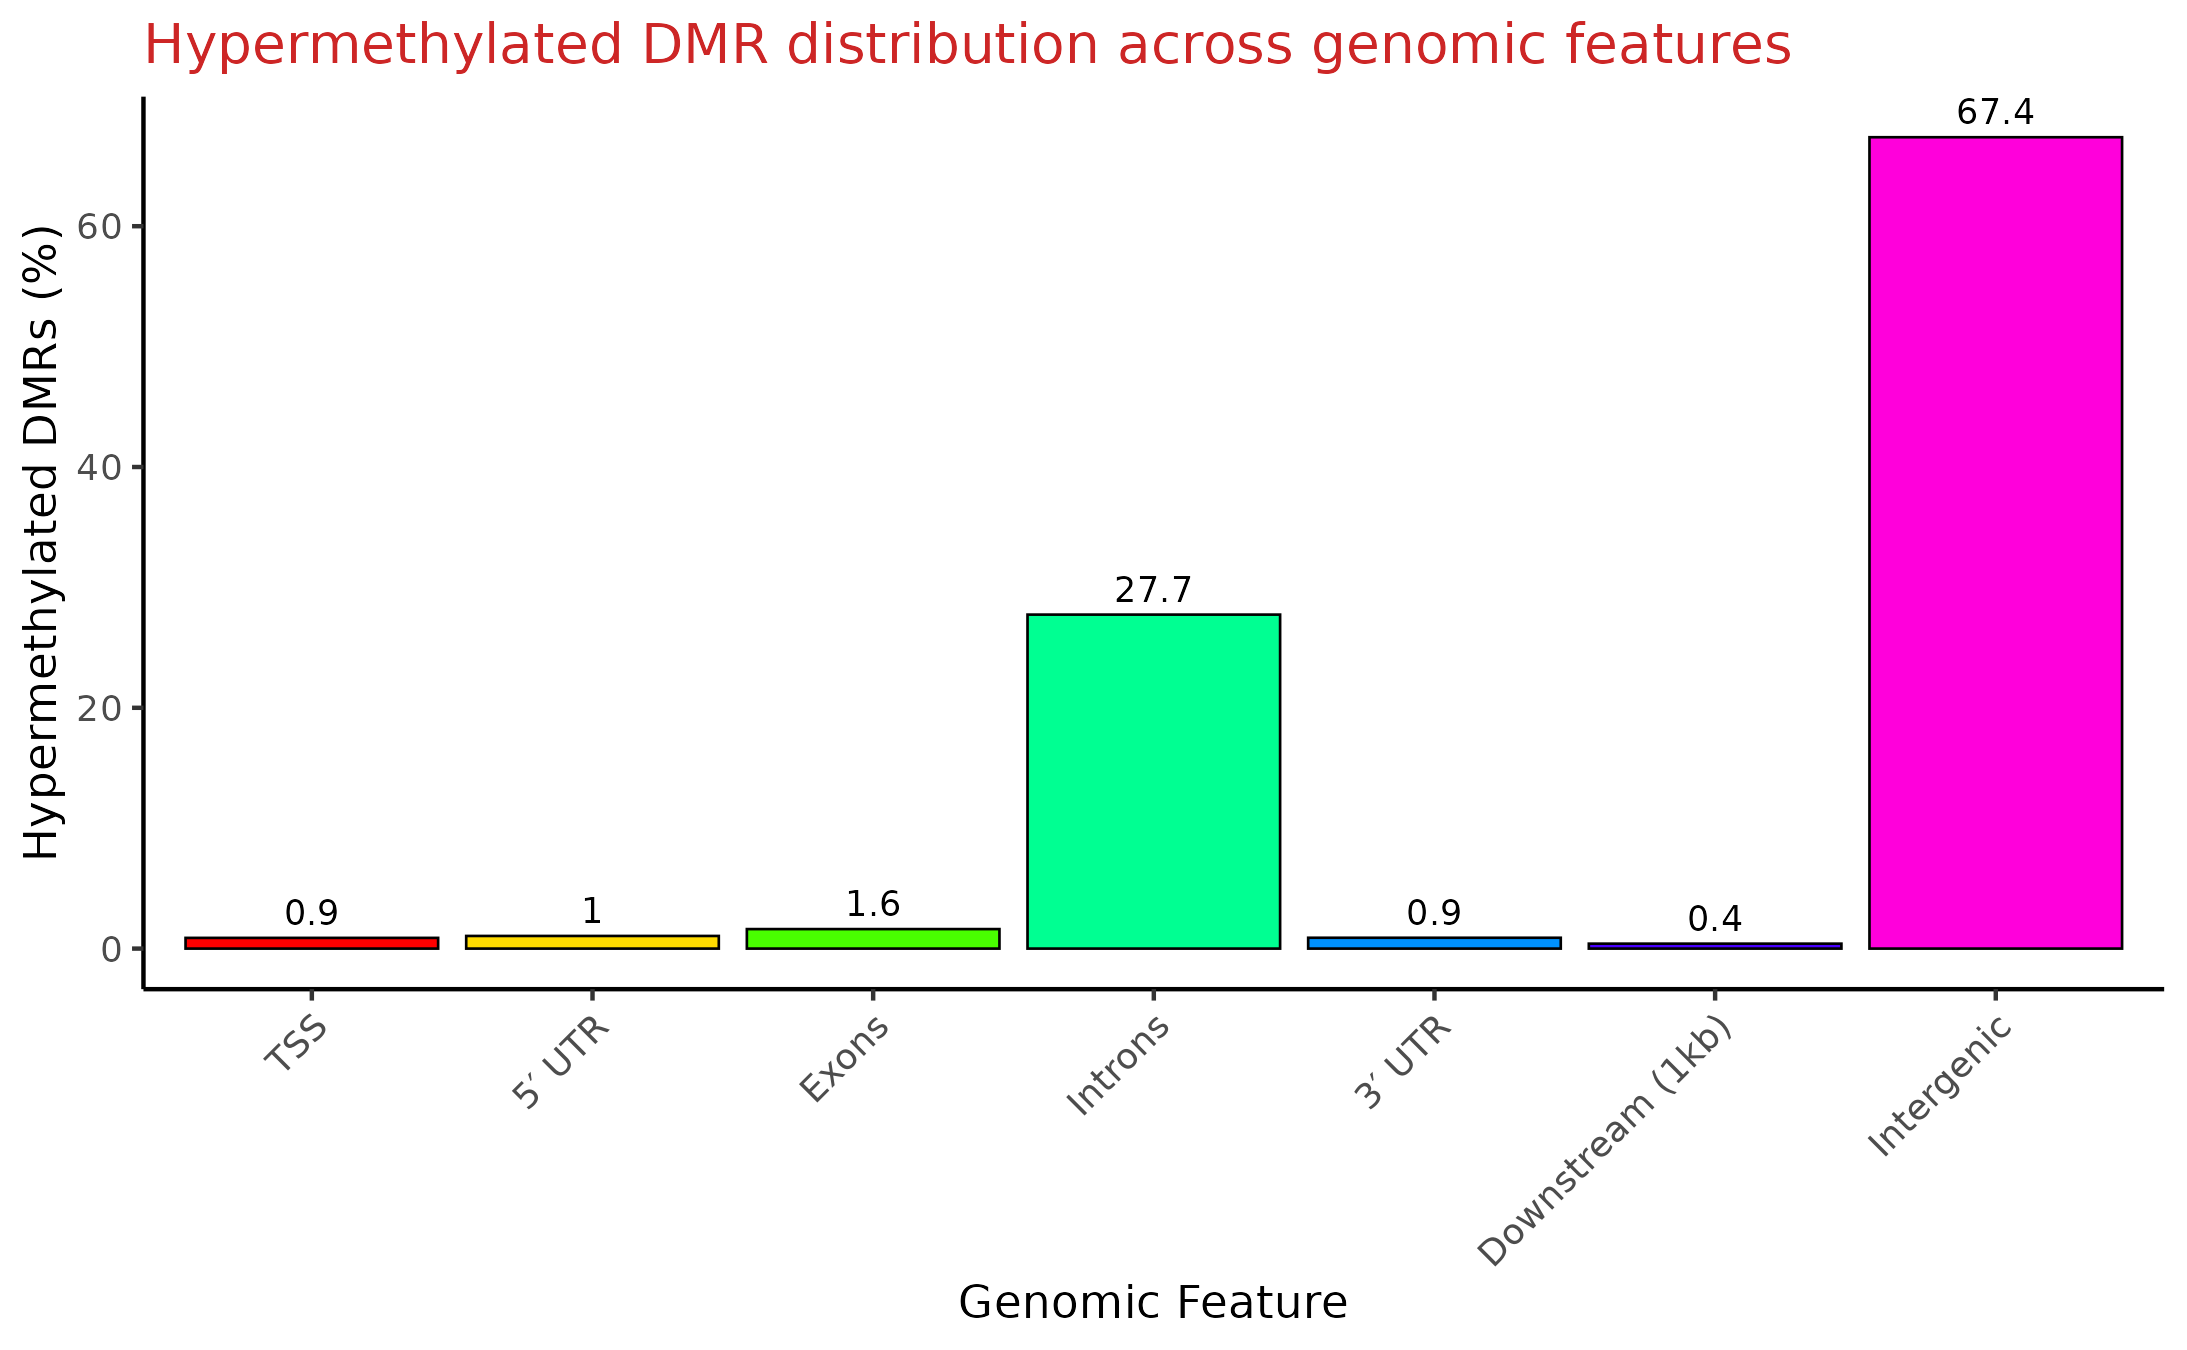 Hypermethylated DMR distribution across genomic features
Hypermethylated DMRs (%)
60
40
20
0
0.9
1
1.6
27.7
0.9
0.4
67.4
TSS
5′ UTR
Exons
Introns
3′ UTR
Downstream (1kb)
Intergenic
Genomic Feature